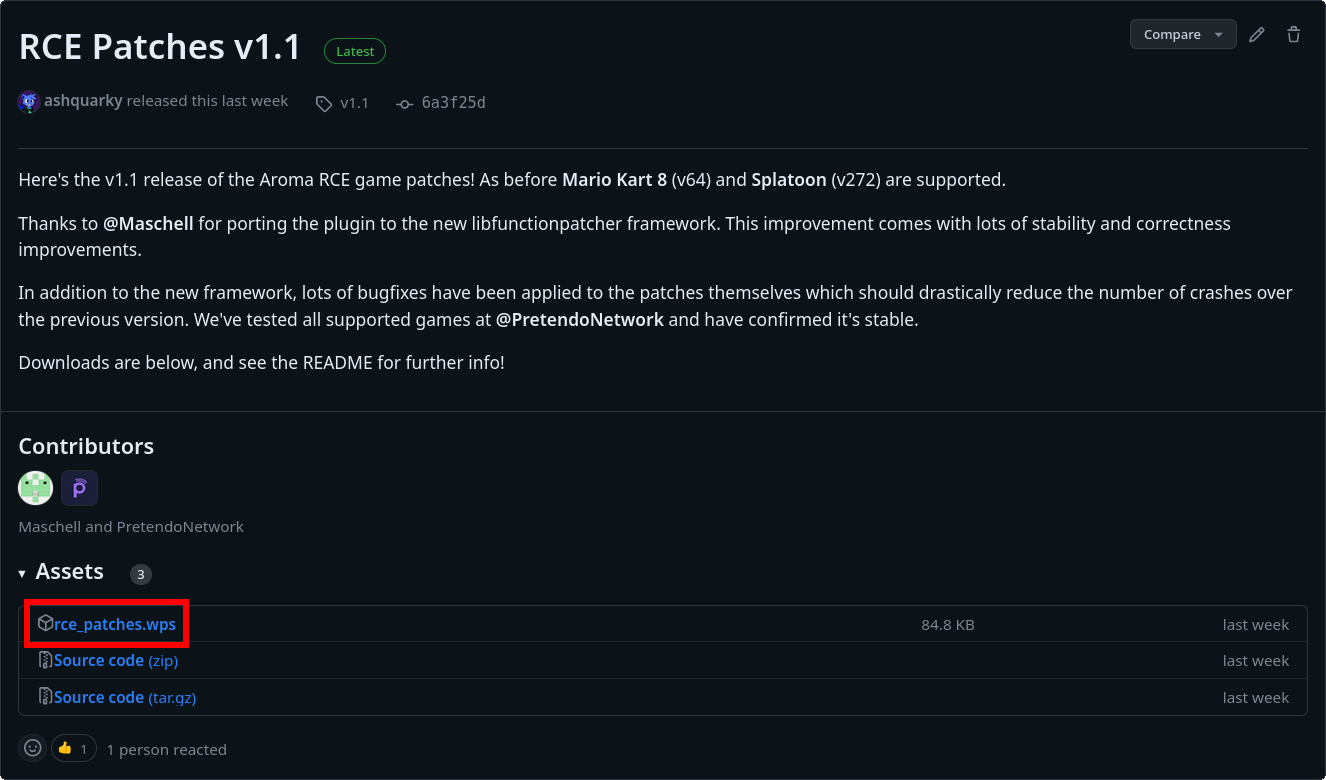 RCE Patches v1.1 Latest
Compare
ashquarky released this last week v1.1 6a3f25d
Here's the v1.1 release of the Aroma RCE game patches! As before Mario Kart 8 (v64) and Splatoon (v272) are supported.
Thanks to @Maschell for porting the plugin to the new libfunctionpatcher framework. This improvement comes with lots of stability and correctness
improvements.
In addition to the new framework, lots of bugfixes have been applied to the patches themselves which should drastically reduce the number of crashes over
the previous version. We've tested all supported games at @PretendoNetwork and have confirmed it's stable.
Downloads are below, and see the README for further info!
Contributors
Maschell and PretendoNetwork
Assets 3
rce_patches.wps 84.8 KB last week
Source code (zip) last week
Source code (tar.gz) last week
👍 1 1 person reacted